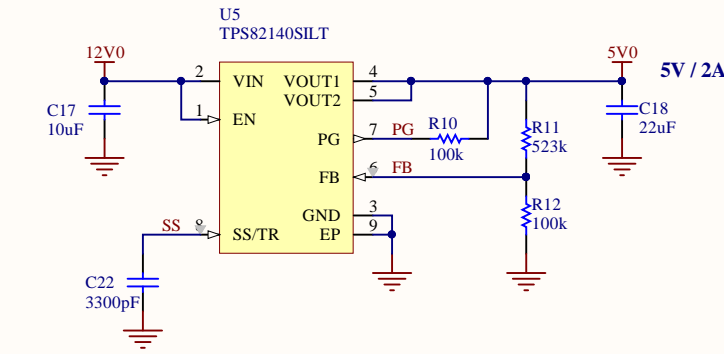 U5
TPS82140SILT
12V0
5V0
5V / 2A
2 VIN VOUT1 4
VOUT2 5
C17
10uF
1 EN
C18
22uF
PG 7 PG R10
100k
R11
523k
FB 6 FB
R12
100k
GND 3
SS 8 SS/TR EP 9
C22
3300pF